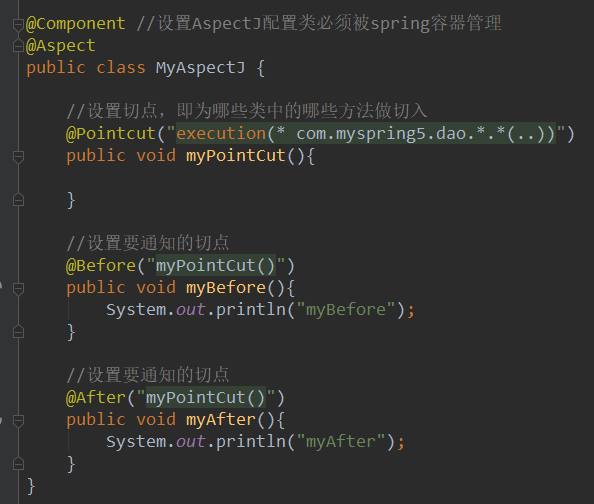 @Component //设置AspectJ配置类必须被spring容器管理
@Aspect
public class MyAspectJ {
//设置切点，即为哪些类中的哪些方法做切入
@Pointcut("execution(* com.myspring5.dao.*.*(..))")
public void myPointCut(){
}
//设置要通知的切点
@Before("myPointCut()")
public void myBefore(){
System.out.println("myBefore");
}
//设置要通知的切点
@After("myPointCut()")
public void myAfter(){
System.out.println("myAfter");
}
}